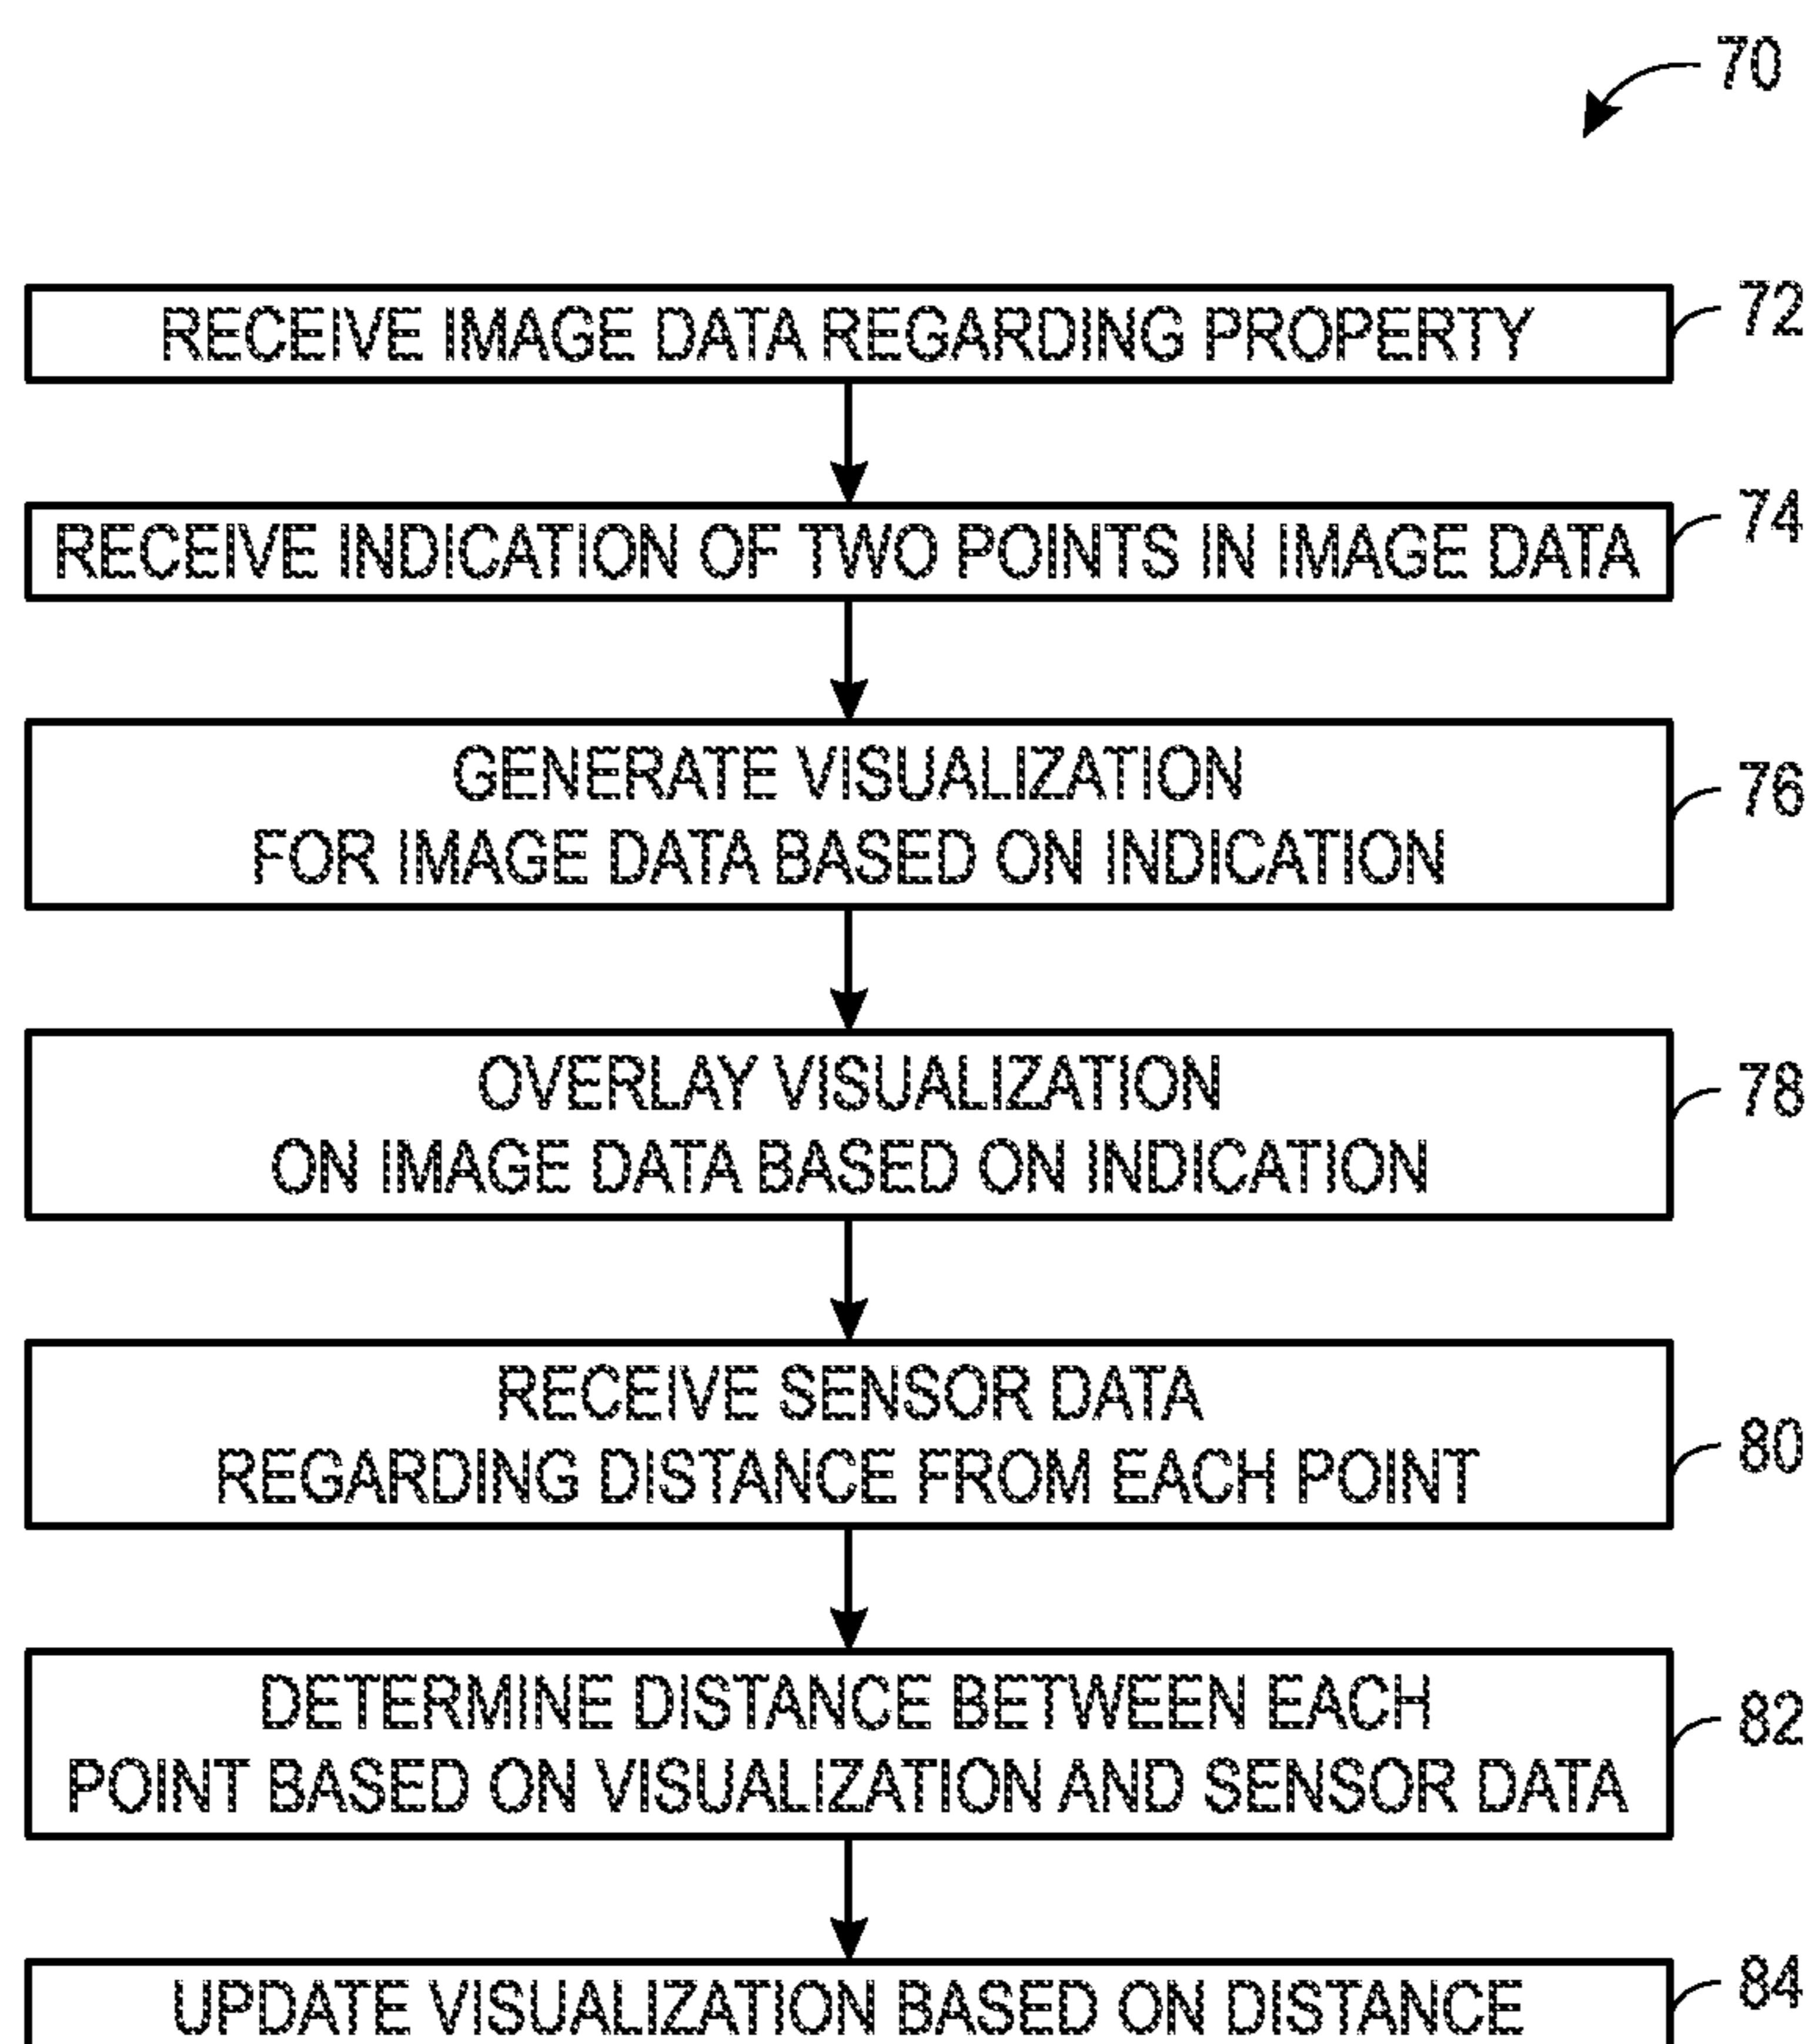 70
RECEIVE IMAGE DATA REGARDING PROPERTY
72
RECEIVE INDICATION OF TWO POINTS IN IMAGE DATA
74
GENERATE VISUALIZATION
FOR IMAGE DATA BASED ON INDICATION
76
OVERLAY VISUALIZATION
ON IMAGE DATA BASED ON INDICATION
78
RECEIVE SENSOR DATA
REGARDING DISTANCE FROM EACH POINT
80
DETERMINE DISTANCE BETWEEN EACH
POINT BASED ON VISUALIZATION AND SENSOR DATA
82
UPDATE VISUALIZATION BASED ON DISTANCE
84